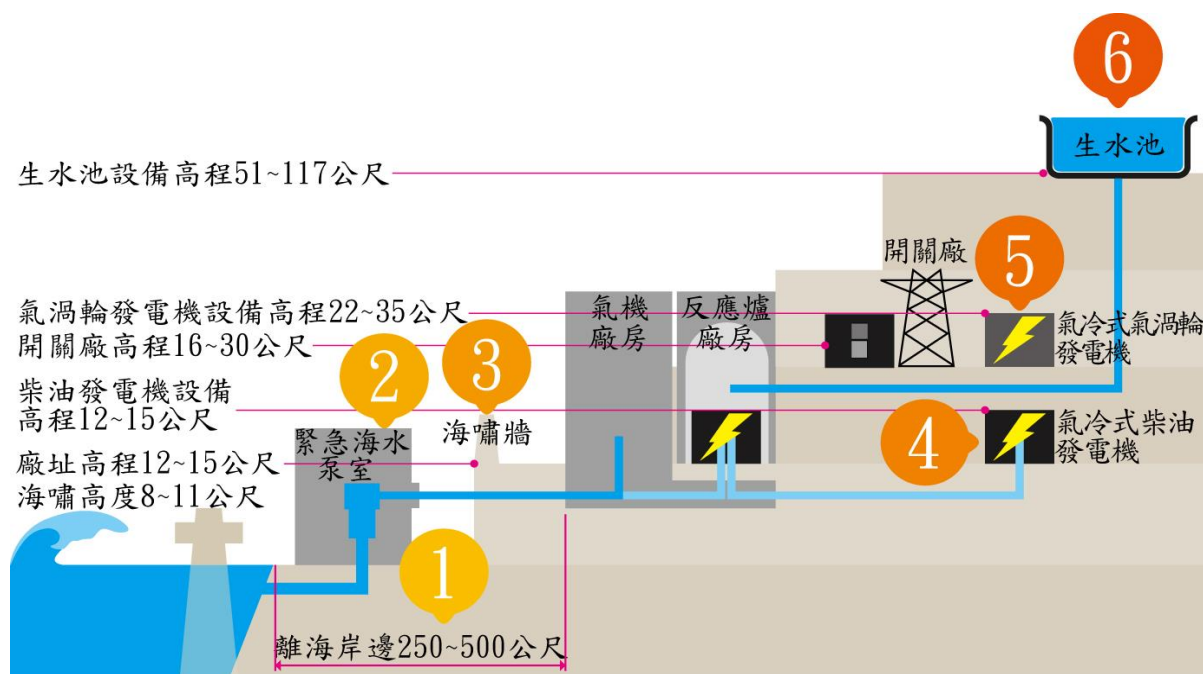 6
生水池
生水池設備高程51~117公尺
5
開關廠
氣渦輪發電機設備高程22~35公尺
氣機
廠房
反應爐
廠房
氣冷式氣渦輪
發電機
開關廠高程16~30公尺
2
3
柴油發電機設備
高程12~15公尺
海嘯牆
4
氣冷式柴油
發電機
緊急海水
泵室
廠址高程12~15公尺
海嘯高度8~11公尺
1
離海岸邊250~500公尺